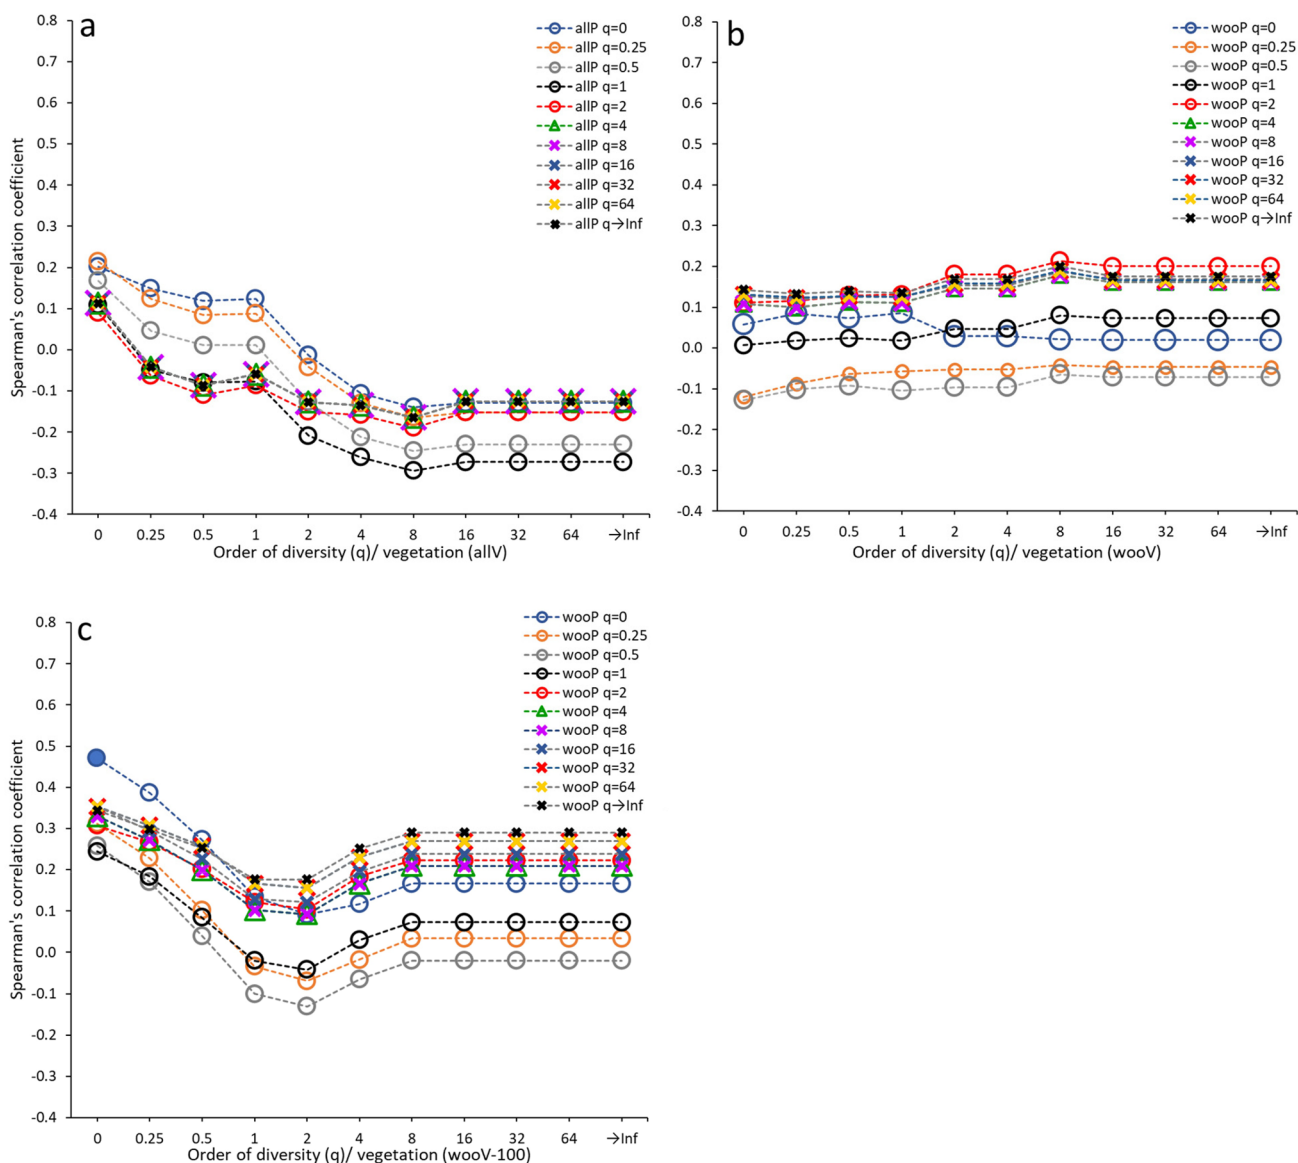 a
Spearman's correlation coefficient
0.8
0.7
0.6
0.5
0.4
0.3
0.2
0.1
0.0
-0.1
-0.2
-0.3
-0.4
0 0.25 0.5 1 2 4 8 16 32 64 →Inf
Order of diversity (q)/ vegetation (allV)
allP q=0
allP q=0.25
allP q=0.5
allP q=1
allP q=2
allP q=4
allP q=8
allP q=16
allP q=32
allP q=64
allP q→Inf
b
Spearman's correlation coefficient
0.8
0.7
0.6
0.5
0.4
0.3
0.2
0.1
0.0
-0.1
-0.2
-0.3
-0.4
0 0.25 0.5 1 2 4 8 16 32 64 →Inf
Order of diversity (q)/ vegetation (wooV)
wooP q=0
wooP q=0.25
wooP q=0.5
wooP q=1
wooP q=2
wooP q=4
wooP q=8
wooP q=16
wooP q=32
wooP q=64
wooP q→Inf
c
Spearman's correlation coefficient
0.8
0.7
0.6
0.5
0.4
0.3
0.2
0.1
0.0
-0.1
-0.2
-0.3
-0.4
0 0.25 0.5 1 2 4 8 16 32 64 →Inf
Order of diversity (q)/ vegetation (wooV-100)
wooP q=0
wooP q=0.25
wooP q=0.5
wooP q=1
wooP q=2
wooP q=4
wooP q=8
wooP q=16
wooP q=32
wooP q=64
wooP q→Inf